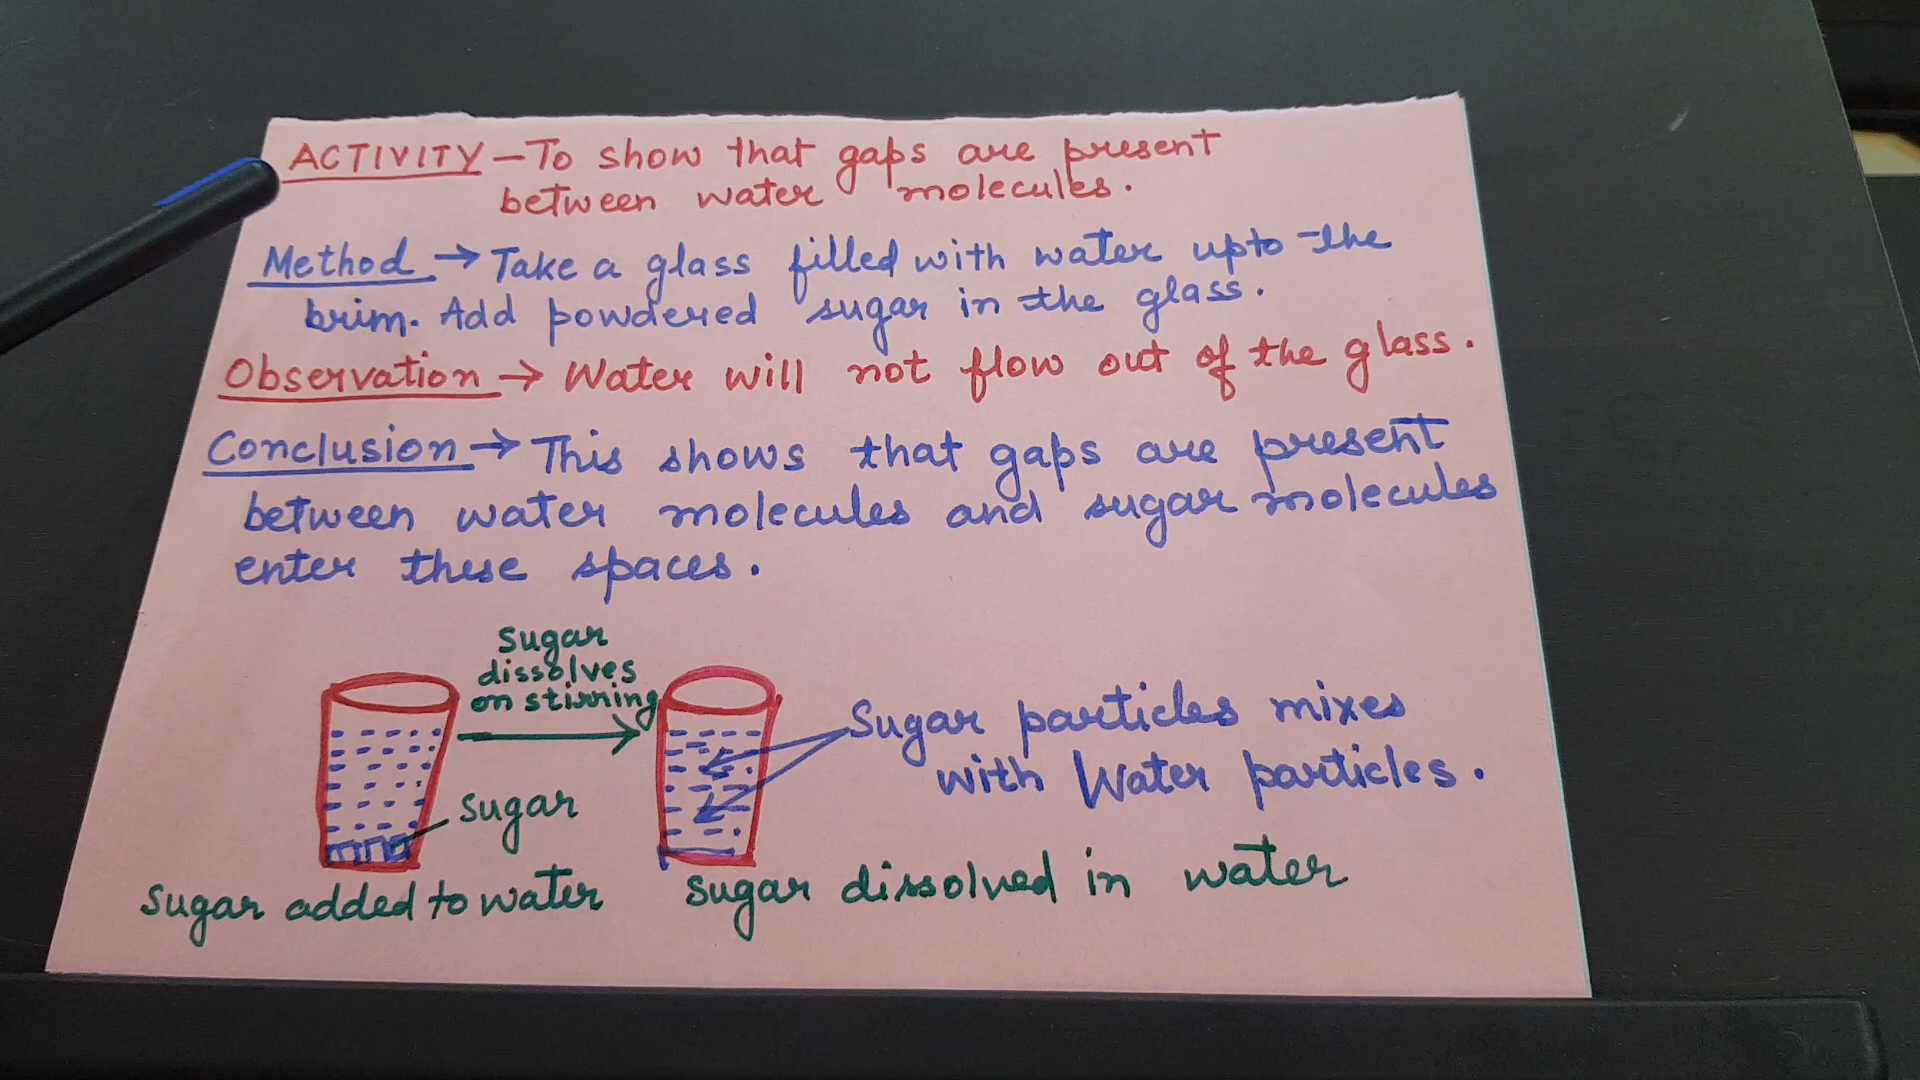 ACTIVITY - To show that gaps are present
between water molecules.
Method → Take a glass filled with water upto the
brim. Add powdered sugar in the glass.
Observation → Water will not flow out of the glass.
Conclusion → This shows that gaps are present
between water molecules and sugar molecules
enter these spaces.
Sugar
dissolves
on stirring
Sugar particles mixes
with Water particles.
Sugar
Sugar added to water
Sugar dissolved in water